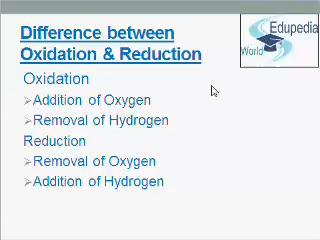 Difference between
Oxidation & Reduction
Edupedia
World
Oxidation
Addition of Oxygen
Removal of Hydrogen
Reduction
Removal of Oxygen
Addition of Hydrogen